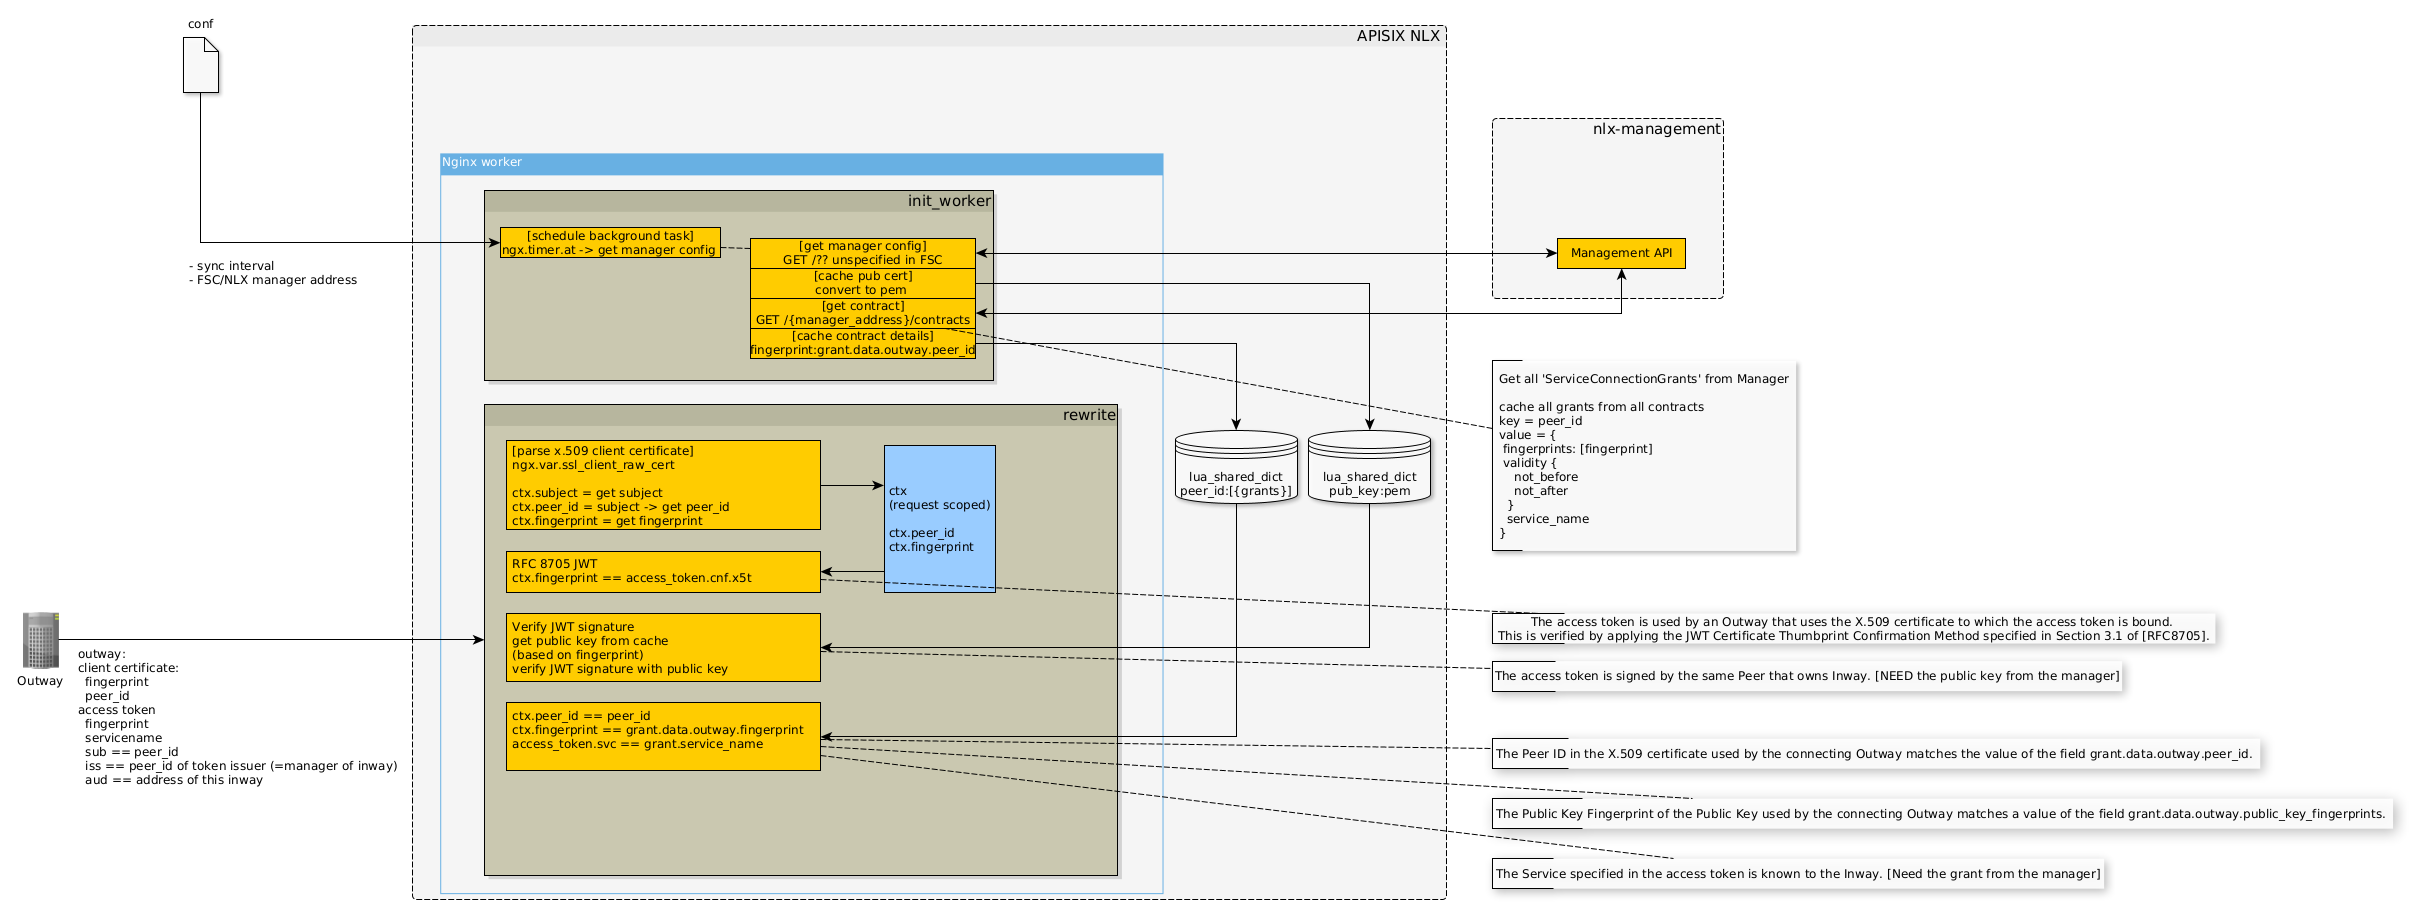 conf
APISIX NLX
nlx-management
Nginx worker
init_worker
[schedule background task]
ngx.timer.at -> get manager config
[get manager config]
GET /?? unspecified in FSC
[cache pub cert]
convert to pem
[get contract]
GET /{manager_address}/contracts
[cache contract details]
fingerprint:grant.data.outway.peer_id
Management API
- sync interval
- FSC/NLX manager address
Get all 'ServiceConnectionGrants' from Manager
cache all grants from all contracts
key = peer_id
value = {
fingerprints: [fingerprint]
validity {
not_before
not_after
}
service_name
}
rewrite
[parse x.509 client certificate]
ngx.var.ssl_client_raw_cert
ctx.subject = get subject
ctx.peer_id = subject -> get peer_id
ctx.fingerprint = get fingerprint
ctx
(request scoped)
ctx.peer_id
ctx.fingerprint
lua_shared_dict
peer_id:[{grants}]
lua_shared_dict
pub_key:pem
RFC 8705 JWT
ctx.fingerprint == access_token.cnf.x5t
Verify JWT signature
get public key from cache
(based on fingerprint)
verify JWT signature with public key
ctx.peer_id == peer_id
ctx.fingerprint == grant.data.outway.fingerprint
access_token.svc == grant.service_name
Outway
outway:
client certificate:
fingerprint
peer_id
access token
fingerprint
servicename
sub == peer_id
iss == peer_id of token issuer (=manager of inway)
aud == address of this inway
The access token is used by an Outway that uses the X.509 certificate to which the access token is bound.
This is verified by applying the JWT Certificate Thumbprint Confirmation Method specified in Section 3.1 of [RFC8705].
The access token is signed by the same Peer that owns Inway. [NEED the public key from the manager]
The Peer ID in the X.509 certificate used by the connecting Outway matches the value of the field grant.data.outway.peer_id.
The Public Key Fingerprint of the Public Key used by the connecting Outway matches a value of the field grant.data.outway.public_key_fingerprints.
The Service specified in the access token is known to the Inway. [Need the grant from the manager]